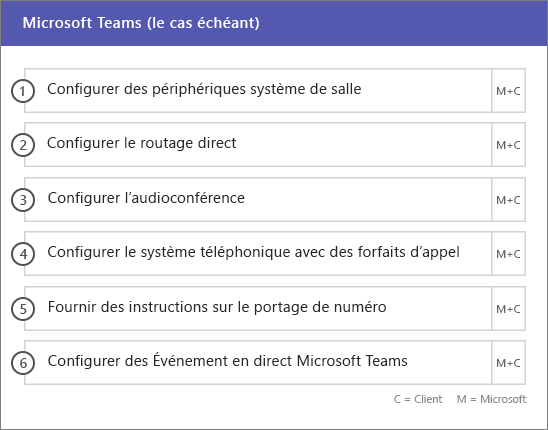 Microsoft Teams (le cas échéant)
1 Configurer des périphériques système de salle M+C
2 Configurer le routage direct M+C
3 Configurer l’audioconférence M+C
4 Configurer le système téléphonique avec des forfaits d’appel M+C
5 Fournir des instructions sur le portage de numéro M+C
6 Configurer des Événement en direct Microsoft Teams M+C
C = Client M = Microsoft